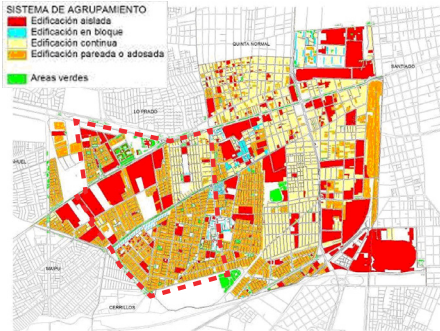 SISTEMA DE AGRUPAMIENTO
Edificación aislada
Edificación en bloque
Edificación continua
Edificación pareada o adosada
Areas verdes
QUINTA NORMAL
SANTIAGO
LO PRADO
MAIPU
CERRILLOS